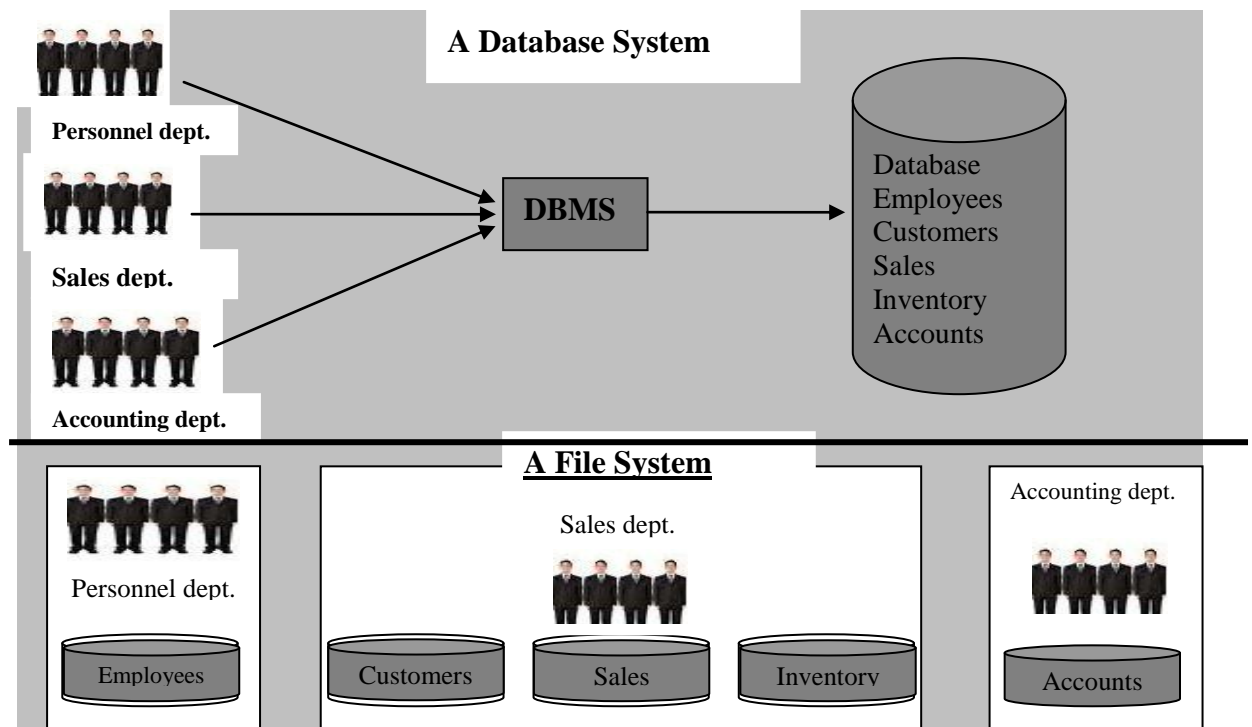 A Database System
Personnel dept.
Sales dept.
Accounting dept.
DBMS
Database
Employees
Customers
Sales
Inventory
Accounts
A File System
Personnel dept.
Employees
Sales dept.
Customers
Sales
Inventory
Accounting dept.
Accounts